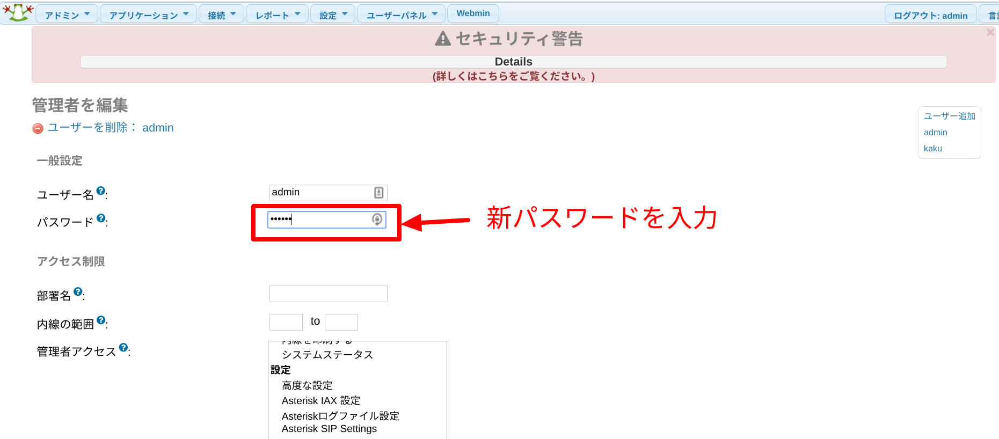 アドミン アプリケーション 接続 レポート 設定 ユーザーパネル Webmin ログアウト: admin
セキュリティ警告
Details
(詳しくはこちらをご覧ください。)
管理者を編集
ユーザーを削除： admin
ユーザー追加
admin
kaku
一般設定
ユーザー名 ?: admin
パスワード ?: ••••••
新パスワードを入力
アクセス制限
部署名 ?:
内線の範囲 ?: to
管理者アクセス ?:
内線を印刷する
システムステータス
設定
高度な設定
Asterisk IAX 設定
Asteriskログファイル設定
Asterisk SIP Settings